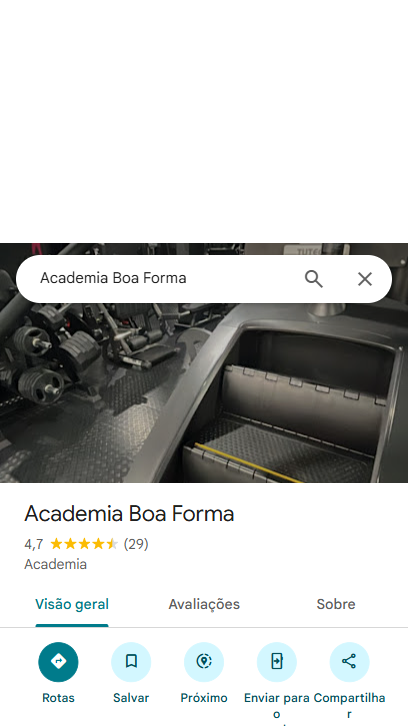 Academia Boa Forma
Academia Boa Forma
4,7 (29)
Academia
Visão geral Avaliações Sobre
Rotas Salvar Próximo Enviar para o Compartilhar